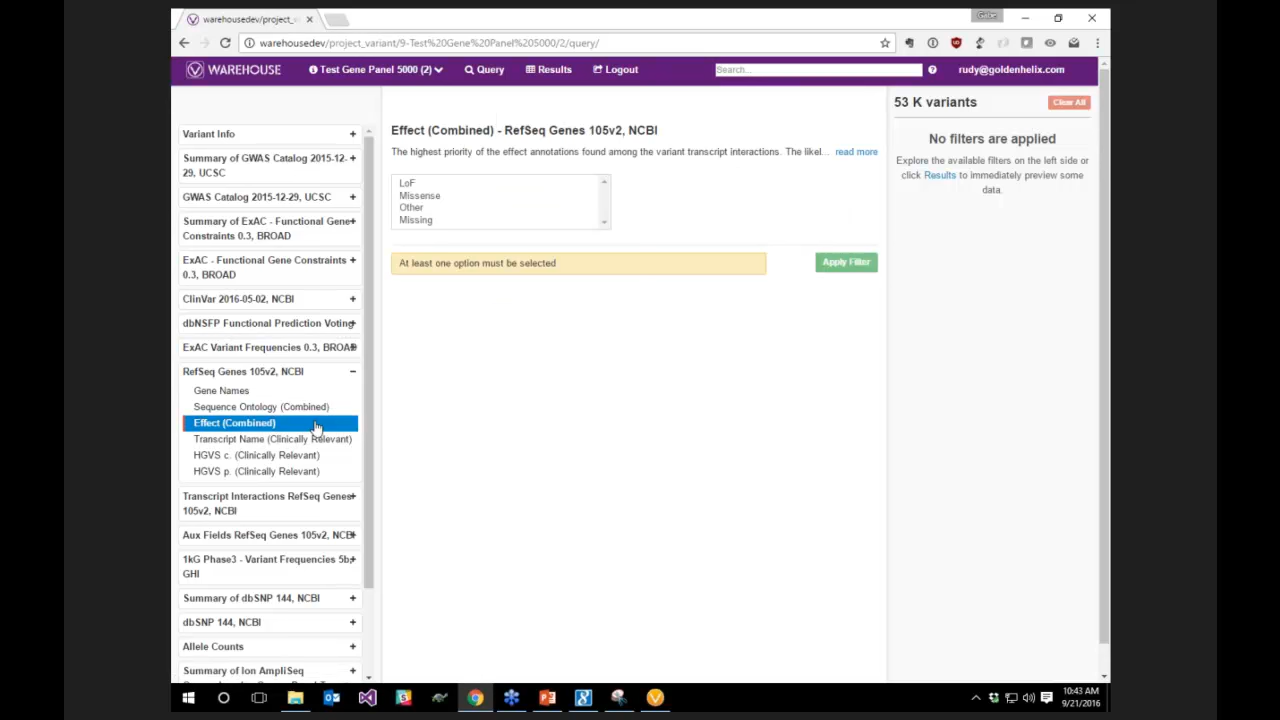 warehousedev/project_v
Gabe
warehousedev/project_variant/9-Test%20Gene%20Panel%205000/2/query/
WAREHOUSE
Test Gene Panel 5000 (2)
Query
Results
Logout
Search...
rudy@goldenhelix.com
Variant Info
Summary of GWAS Catalog 2015-12-
29, UCSC
GWAS Catalog 2015-12-29, UCSC
Summary of ExAC - Functional Gene
Constraints 0.3, BROAD
ExAC - Functional Gene Constraints
0.3, BROAD
ClinVar 2016-05-02, NCBI
dbNSFP Functional Prediction Voting
ExAC Variant Frequencies 0.3, BROAD
RefSeq Genes 105v2, NCBI
Gene Names
Sequence Ontology (Combined)
Effect (Combined)
Transcript Name (Clinically Relevant)
HGVS c. (Clinically Relevant)
HGVS p. (Clinically Relevant)
Transcript Interactions RefSeq Genes
105v2, NCBI
Aux Fields RefSeq Genes 105v2, NCBI
1kG Phase3 - Variant Frequencies 5b,
GHI
Summary of dbSNP 144, NCBI
dbSNP 144, NCBI
Allele Counts
Summary of Ion AmpliSeq
Effect (Combined) - RefSeq Genes 105v2, NCBI
The highest priority of the effect annotations found among the variant transcript interactions. The likel... read more
LoF
Missense
Other
Missing
At least one option must be selected
Apply Filter
53 K variants
Clear All
No filters are applied
Explore the available filters on the left side or
click Results to immediately preview some
data.
10:43 AM
9/21/2016